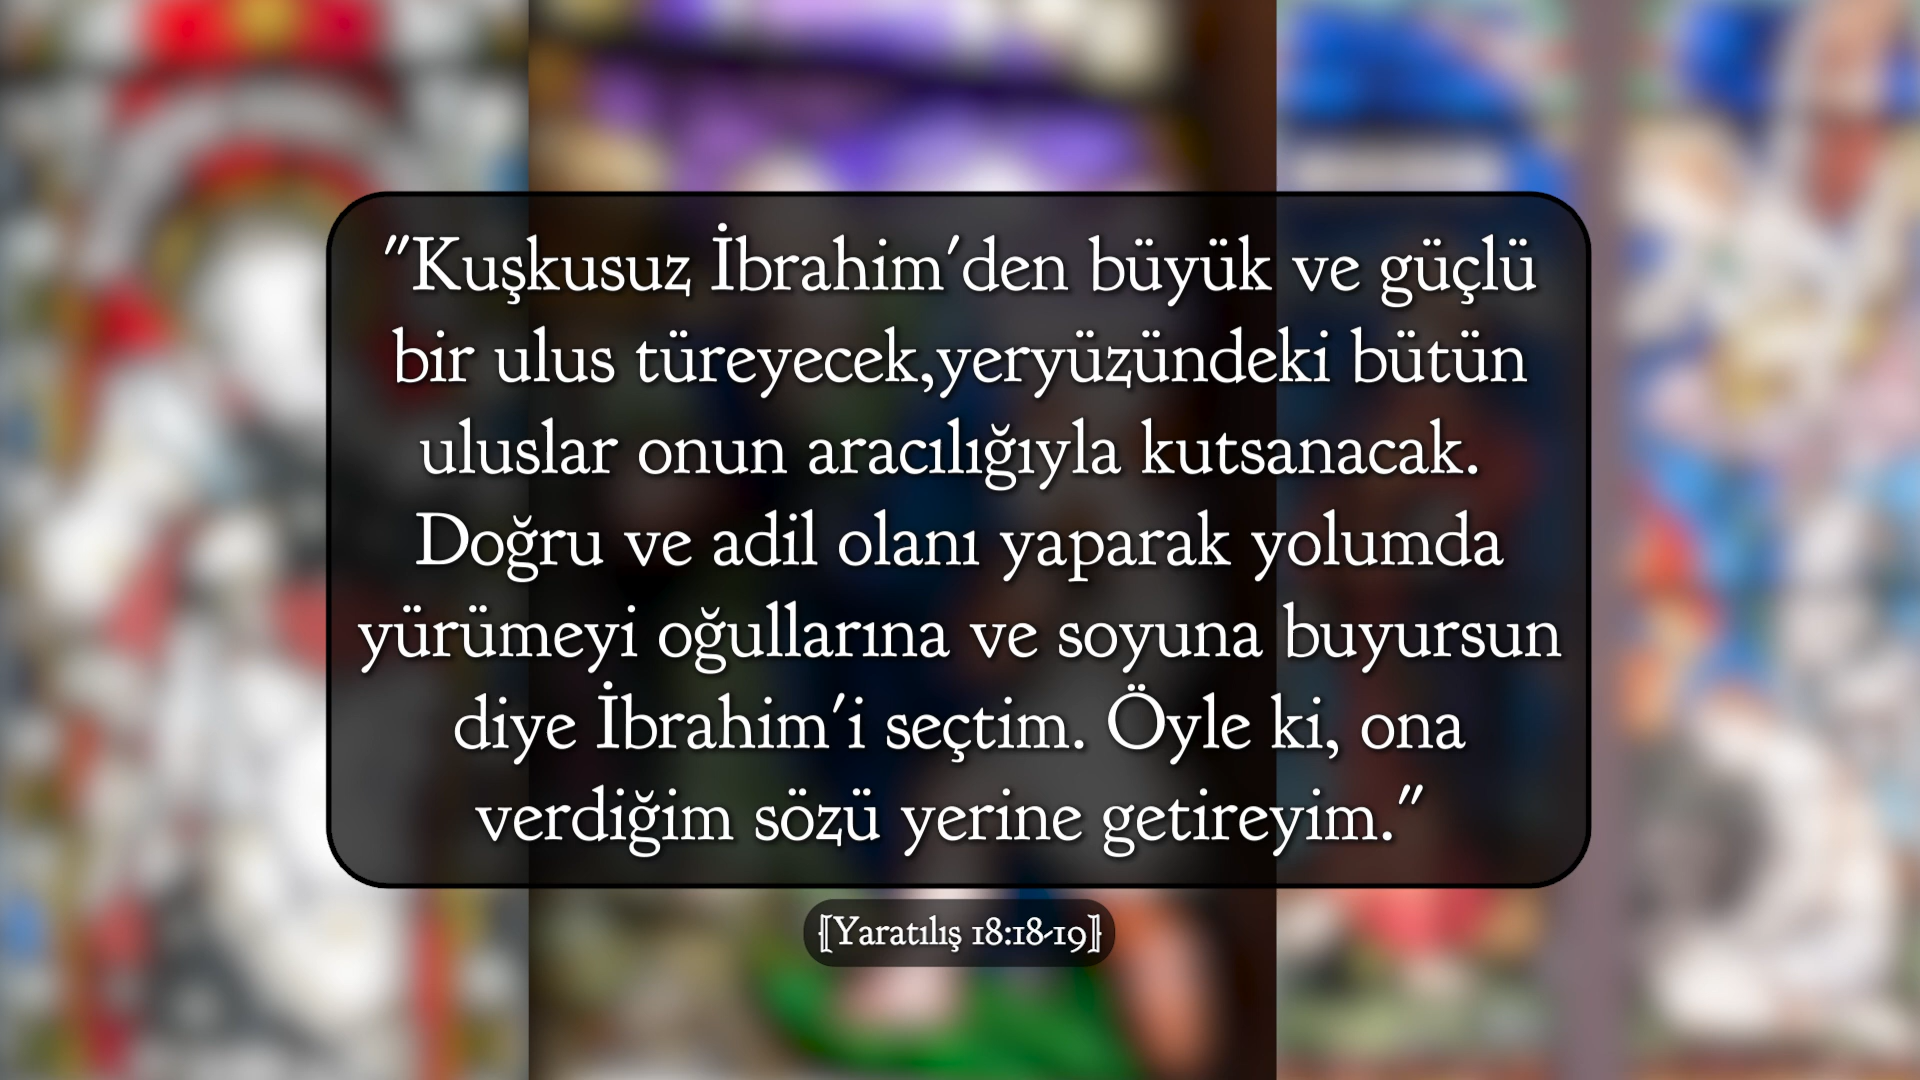 "Kuşkusuz İbrahim'den büyük ve güçlü
bir ulus türeyecek,yeryüzündeki bütün
uluslar onun aracılığıyla kutsanacak.
Doğru ve adil olanı yaparak yolumda
yürümeyi oğullarına ve soyuna buyursun
diye İbrahim'i seçtim. Öyle ki, ona
verdiğim sözü yerine getireyim."
⟦Yaratılış 18:18-19⟧